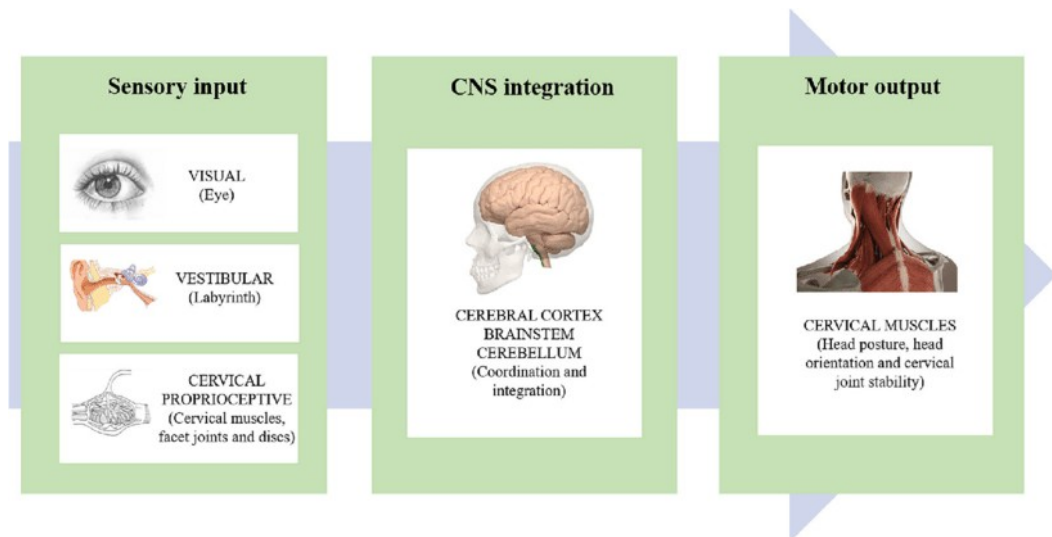 Sensory input
VISUAL
(Eye)
VESTIBULAR
(Labyrinth)
CERVICAL
PROPRIOCEPTIVE
(Cervical muscles,
facet joints and discs)
CNS integration
CEREBRAL CORTEX
BRAINSTEM
CEREBELLUM
(Coordination and
integration)
Motor output
CERVICAL MUSCLES
(Head posture, head
orientation and cervical
joint stability)